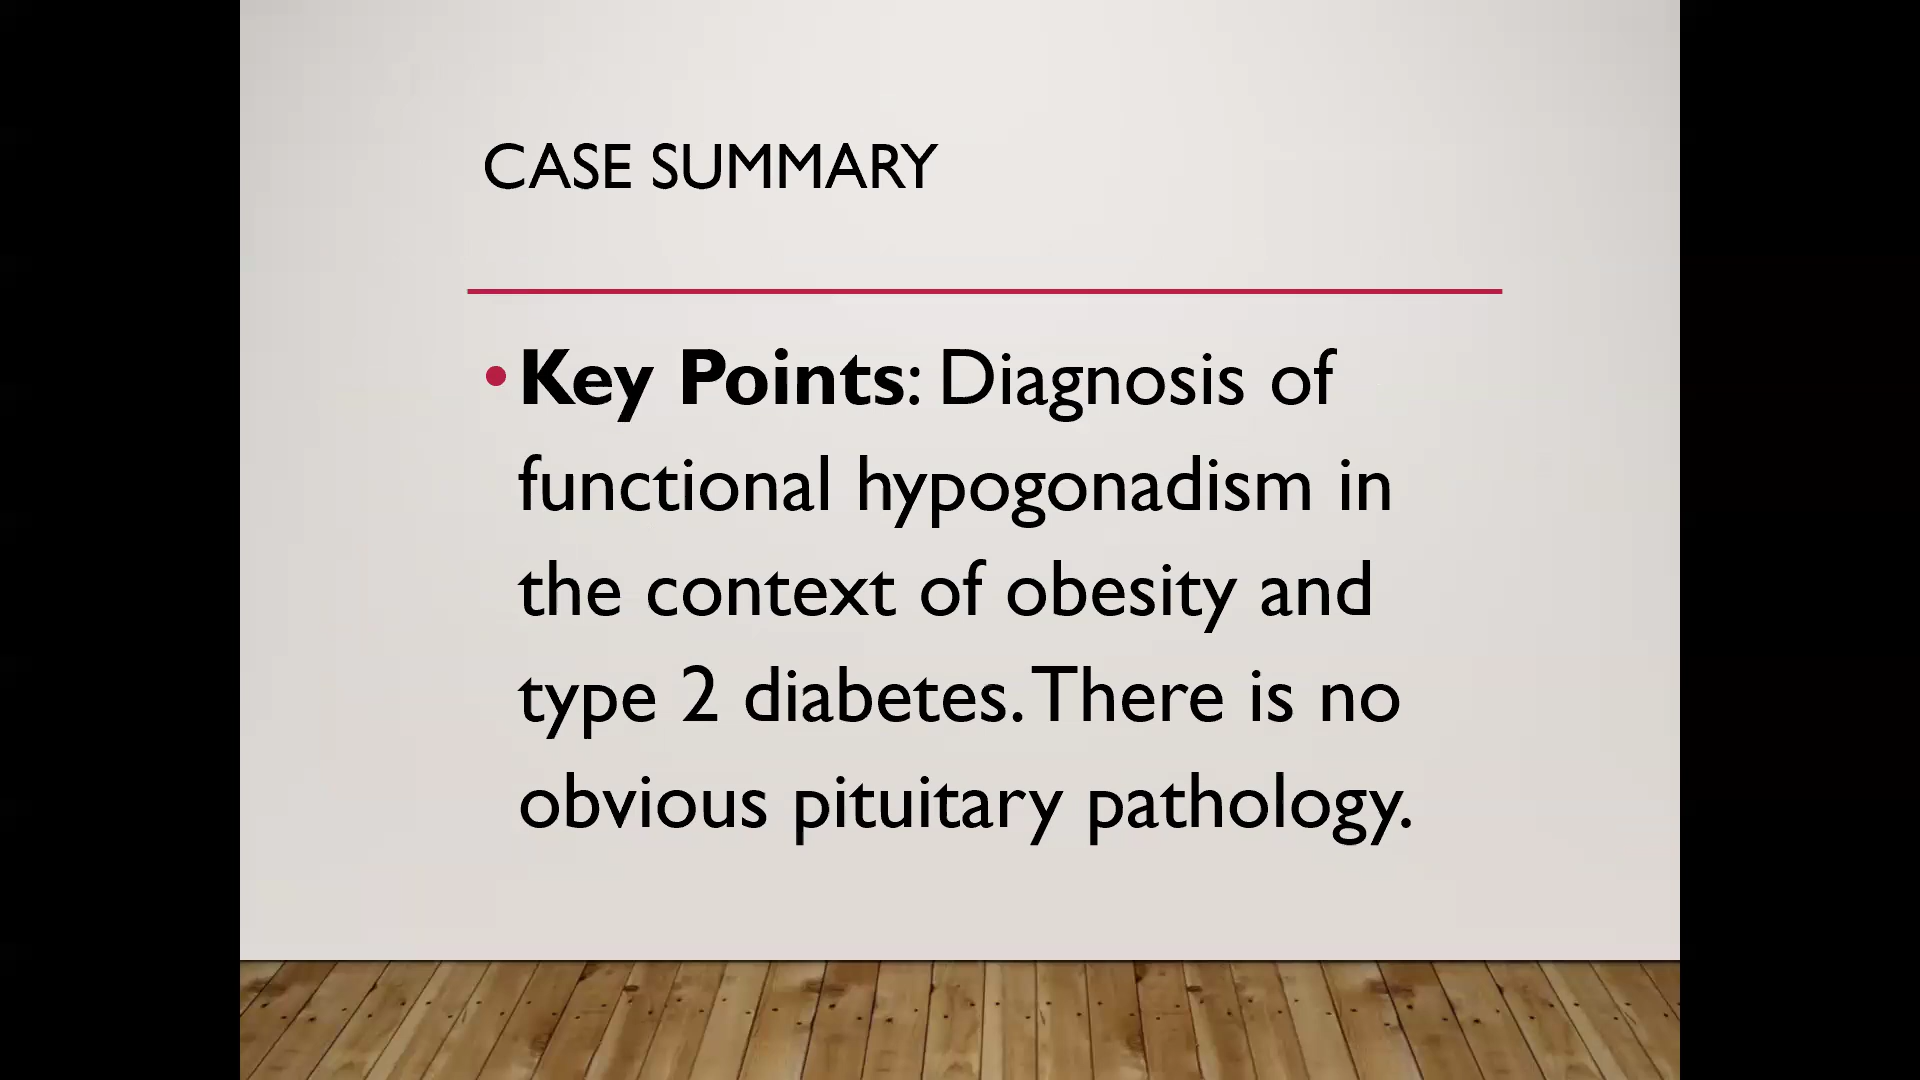 CASE SUMMARY
• Key Points: Diagnosis of
functional hypogonadism in
the context of obesity and
type 2 diabetes. There is no
obvious pituitary pathology.